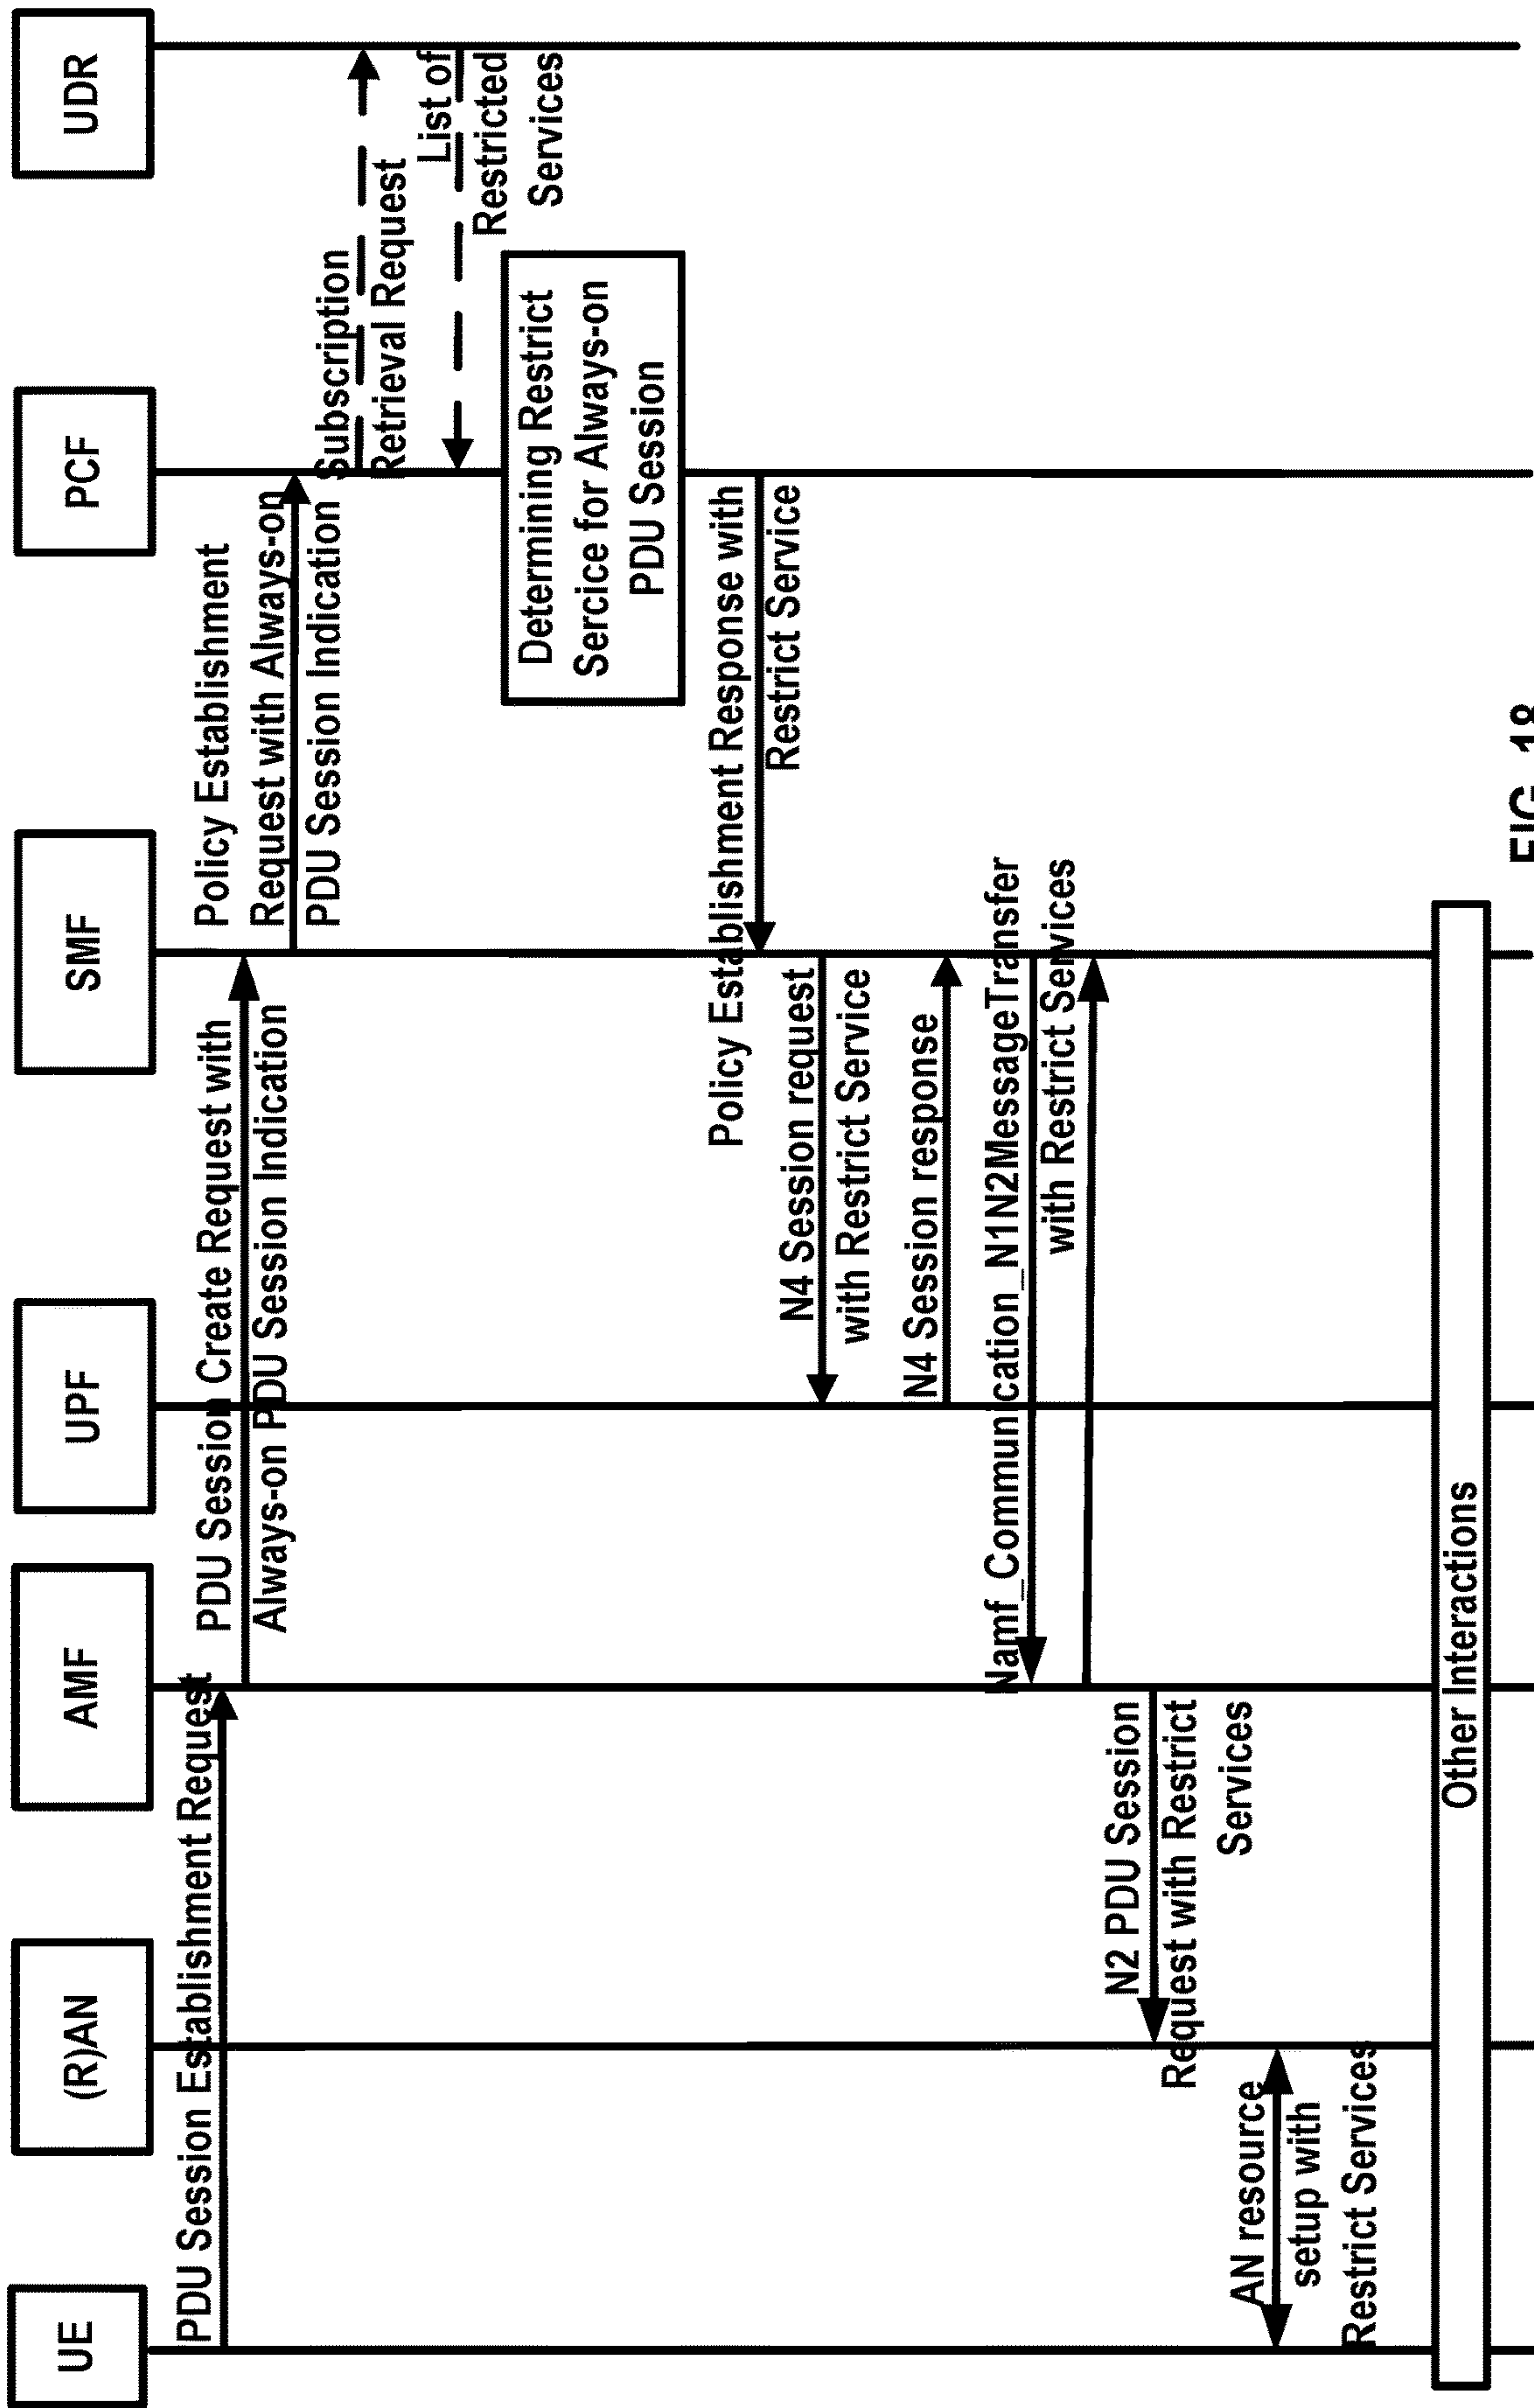 UE
(R)AN
AMF
UPF
SMF
PCF
UDR
PDU Session Establishment Request
PDU Session Create Request with
Always-on PDU Session Indication
Policy Establishment
Request with Always-on
PDU Session Indication
Subscription
Retrieval Request
List of
Restricted
Services
Determining Restrict
Sercice for Always-on
PDU Session
Policy Establishment Response with
Restrict Service
N4 Session request
with Restrict Service
N4 Session response
Namf_Communication_N1N2MessageTransfer
with Restrict Services
N2 PDU Session
Request with Restrict
Services
AN resource
setup with
Restrict Services
Other Interactions
FIG. 18